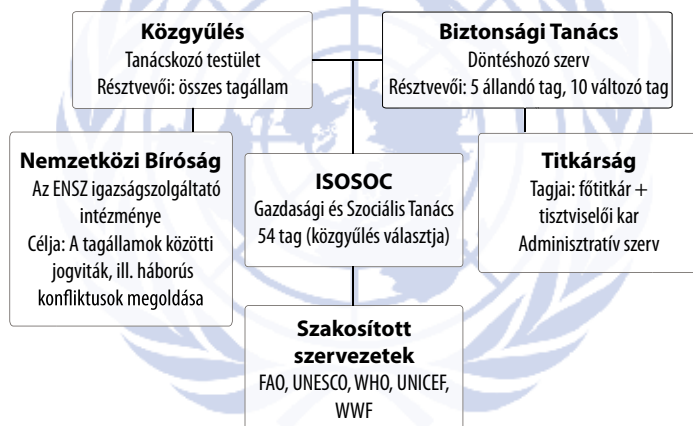 Közgyűlés
Tanácskozó testület
Résztvevői: összes tagállam
Biztonsági Tanács
Döntéshozó szerv
Résztvevői: 5 állandó tag, 10 változó tag
Nemzetközi Bíróság
Az ENSZ igazságszolgáltató
intézménye
Célja: A tagállamok közötti
jogviták, ill. háborús
konfliktusok megoldása
ISOSOC
Gazdasági és Szociális Tanács
54 tag (közgyűlés választja)
Titkárság
Tagjai: főtitkár +
tisztviselői kar
Adminisztratív szerv
Szakosított
szervezetek
FAO, UNESCO, WHO, UNICEF,
WWF